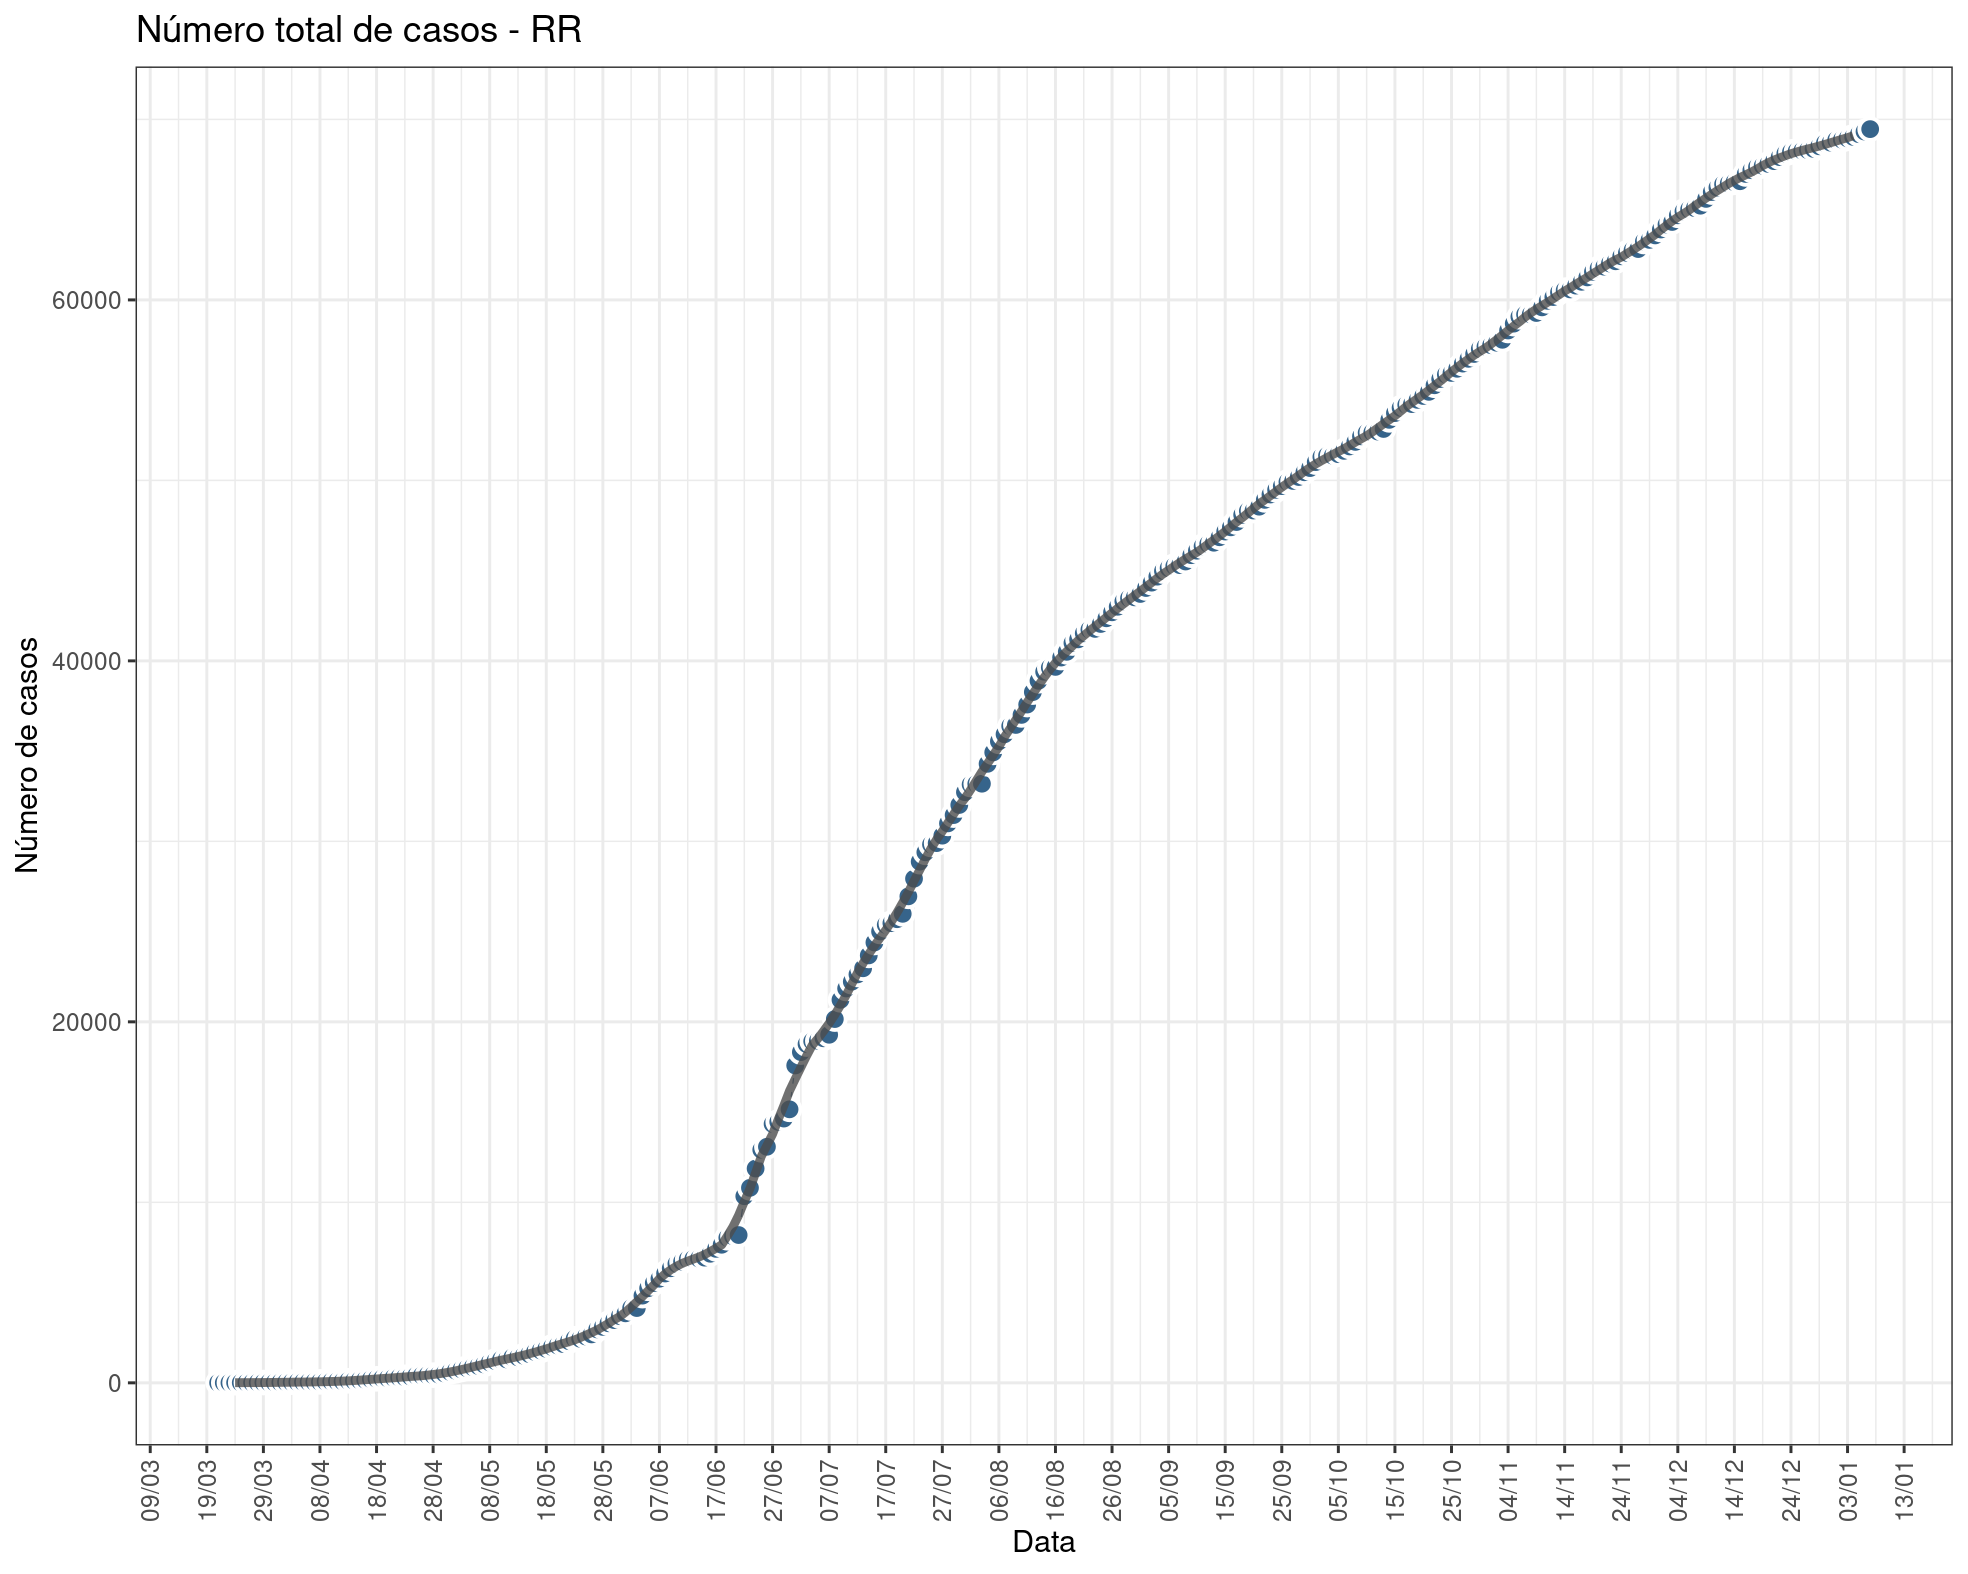 Número total de casos - RR
Número de casos
60000
40000
20000
0
09/03 19/03 29/03 08/04 18/04 28/04 08/05 18/05 28/05 07/06 17/06 27/06 07/07 17/07 27/07 06/08 16/08 26/08 05/09 15/09 25/09 05/10 15/10 25/10 04/11 14/11 24/11 04/12 14/12 24/12 03/01 13/01
Data